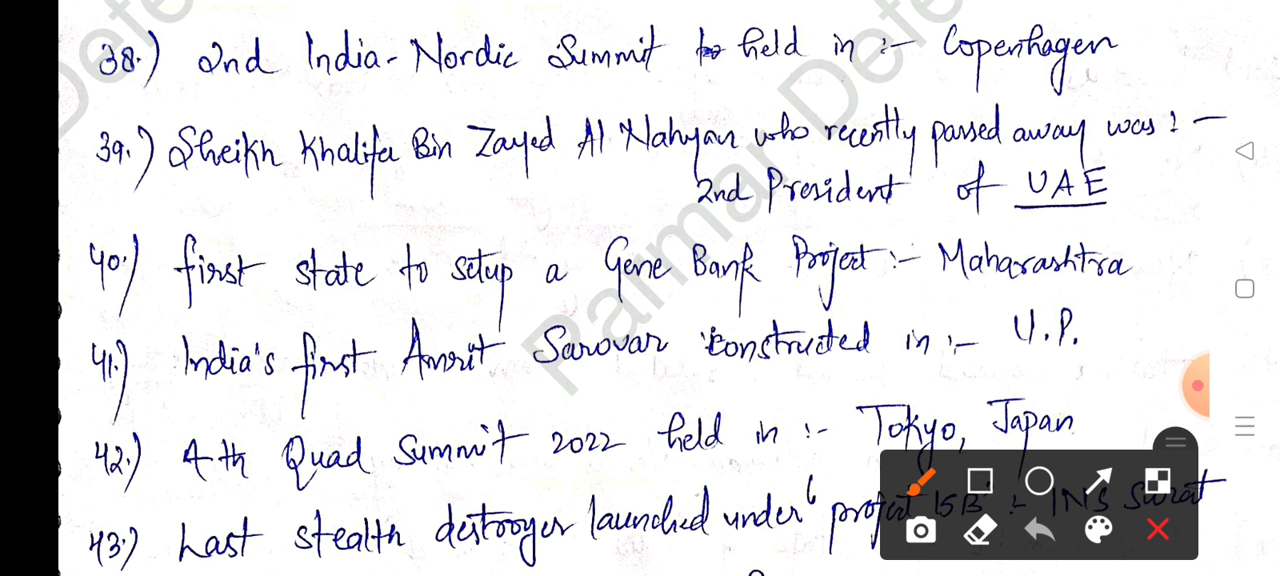 38.) 2nd India-Nordic Summit held in :- Copenhagen
39.) Sheikh Khalifa Bin Zayed Al Nahyan who recently passed away was :-
2nd President of UAE
40.) first state to setup a Gene Bank Project :- Maharashtra
41.) India's first Amrit Sarovar constructed in :- U.P.
42.) 4th Quad Summit 2022 held in :- Tokyo, Japan
43.) Last stealth destroyer launched under 'project 15B' :- INS Surat
Parmar Defe